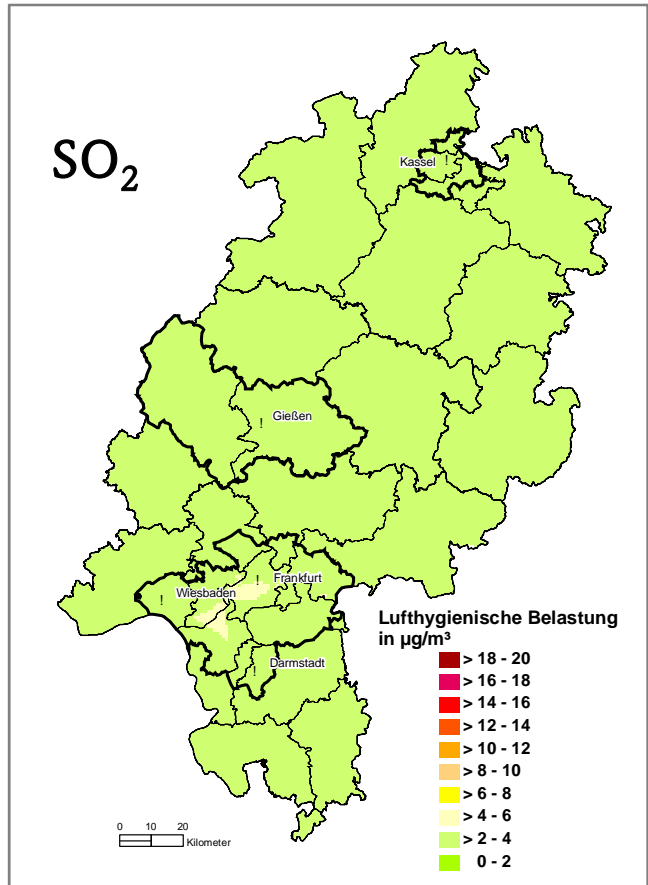 SO₂
Kassel !
! Gießen
! Wiesbaden
! Frankfurt
! Darmstadt
Lufthygienische Belastung
in µg/m³
> 18 - 20
> 16 - 18
> 14 - 16
> 12 - 14
> 10 - 12
> 8 - 10
> 6 - 8
> 4 - 6
> 2 - 4
0 - 2
0 10 20
Kilometer